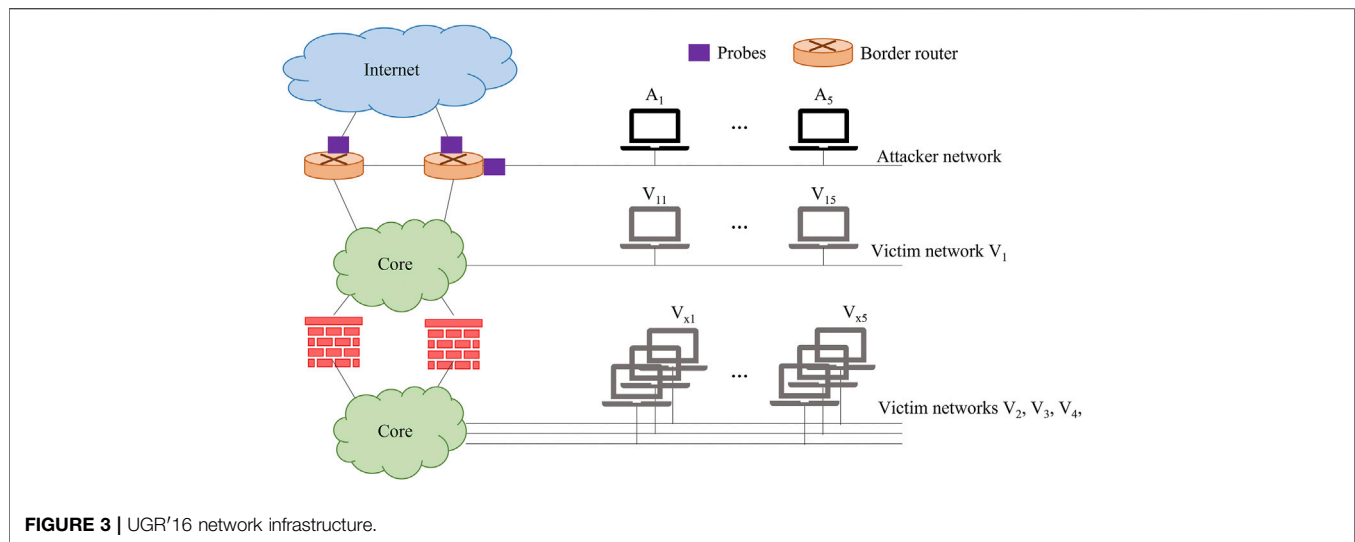 Internet
Probes
Border router
A1
...
A5
Attacker network
V11
...
V15
Core
Victim network V1
Vx1
...
Vx5
Core
Victim networks V2, V3, V4,
FIGURE 3 | UGR′16 network infrastructure.